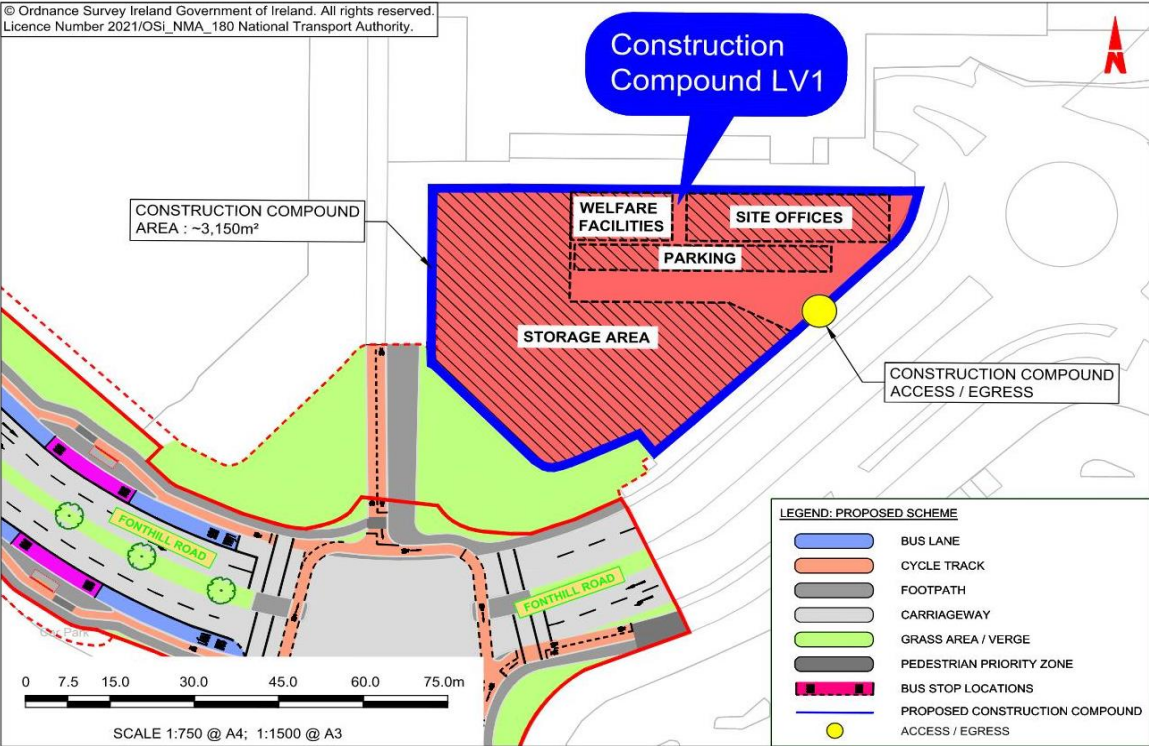 © Ordnance Survey Ireland Government of Ireland. All rights reserved.
Licence Number 2021/OSi_NMA_180 National Transport Authority.
Construction
Compound LV1
N
CONSTRUCTION COMPOUND
AREA : ~3,150m²
WELFARE
FACILITIES
SITE OFFICES
PARKING
STORAGE AREA
CONSTRUCTION COMPOUND
ACCESS / EGRESS
FONTHILL ROAD
FONTHILL ROAD
Car Park
0 7.5 15.0 30.0 45.0 60.0 75.0m
SCALE 1:750 @ A4; 1:1500 @ A3
LEGEND: PROPOSED SCHEME
BUS LANE
CYCLE TRACK
FOOTPATH
CARRIAGEWAY
GRASS AREA / VERGE
PEDESTRIAN PRIORITY ZONE
BUS STOP LOCATIONS
PROPOSED CONSTRUCTION COMPOUND
ACCESS / EGRESS